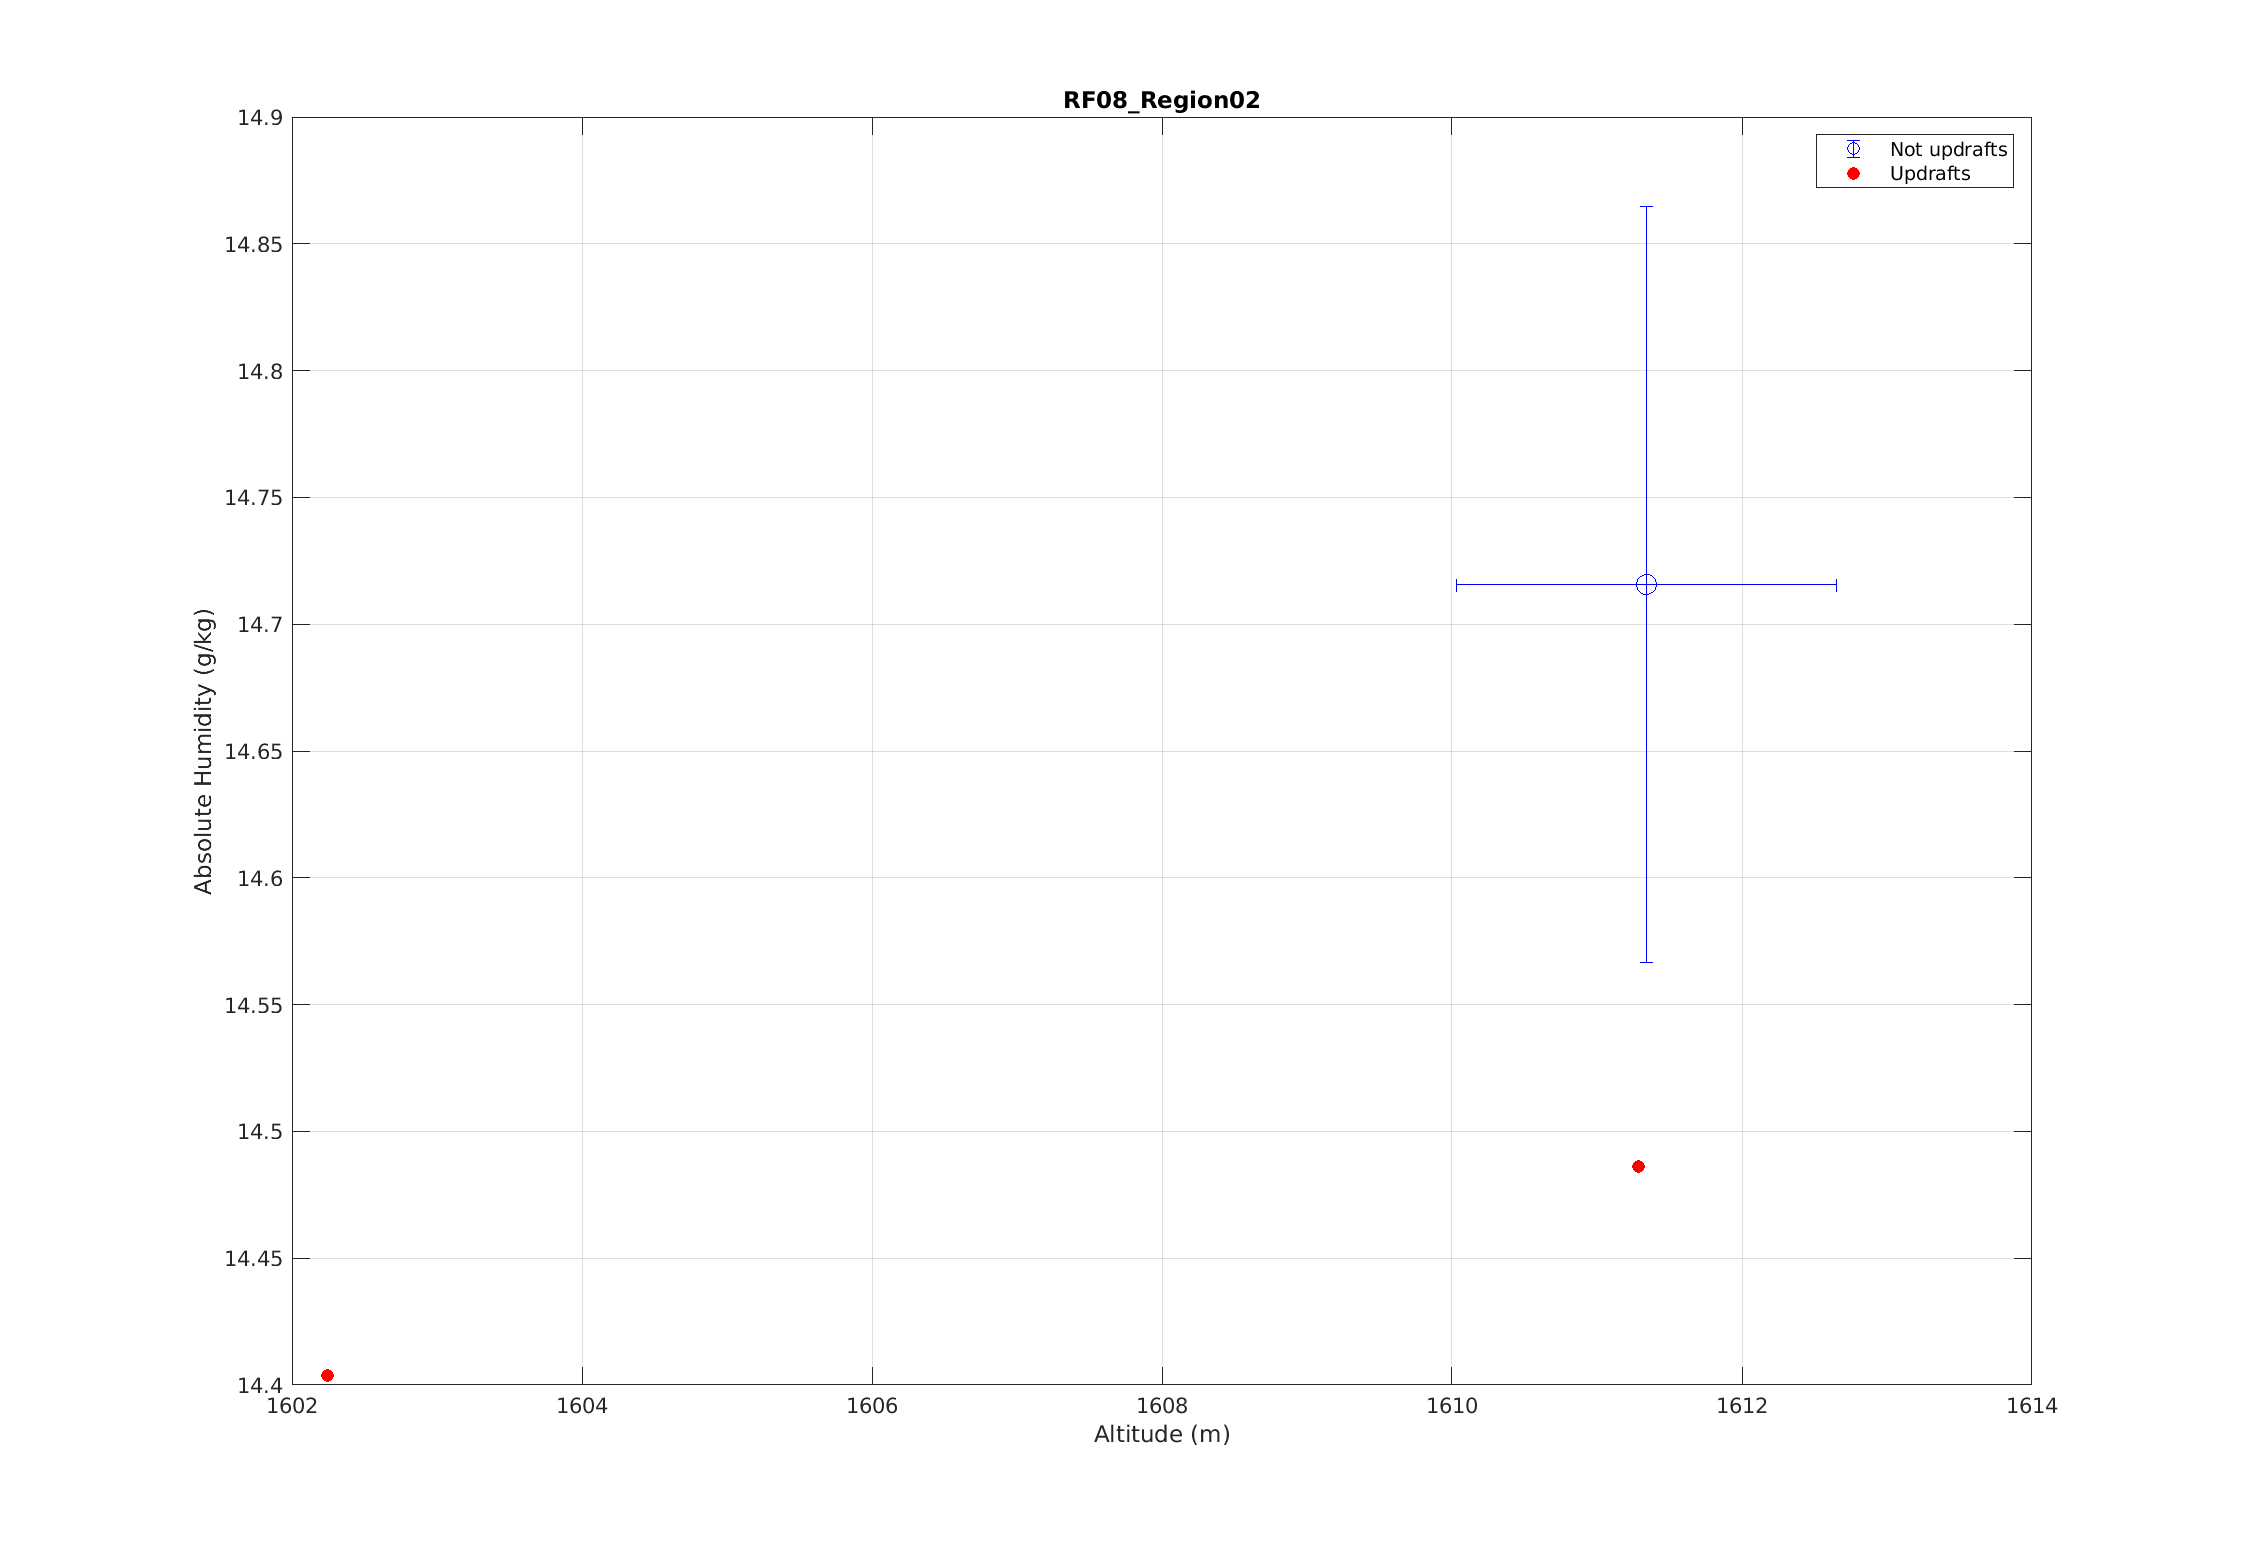 RF08_Region02
14.9
14.85
14.8
14.75
14.7
14.65
14.6
14.55
14.5
14.45
14.4
Absolute Humidity (g/kg)
Not updrafts
Updrafts
1602 1604 1606 1608 1610 1612 1614
Altitude (m)